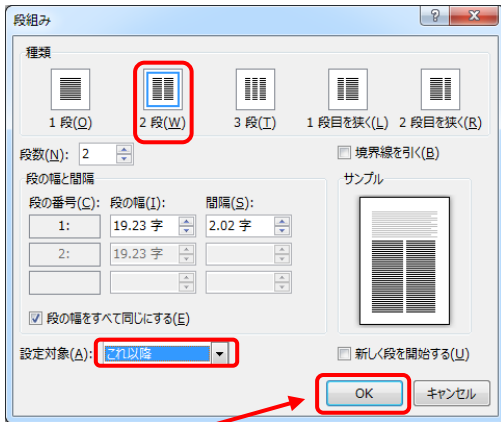 段組み
種類
1 段(O) 2 段(W) 3 段(T) 1 段目を狭く(L) 2 段目を狭く(R)
段数(N): 2 境界線を引く(B)
段の幅と間隔 サンプル
段の番号(C): 段の幅(I): 間隔(S):
1: 19.23 字 2.02 字
2: 19.23 字
段の幅をすべて同じにする(E)
設定対象(A): これ以降 新しく段を開始する(U)
OK キャンセル